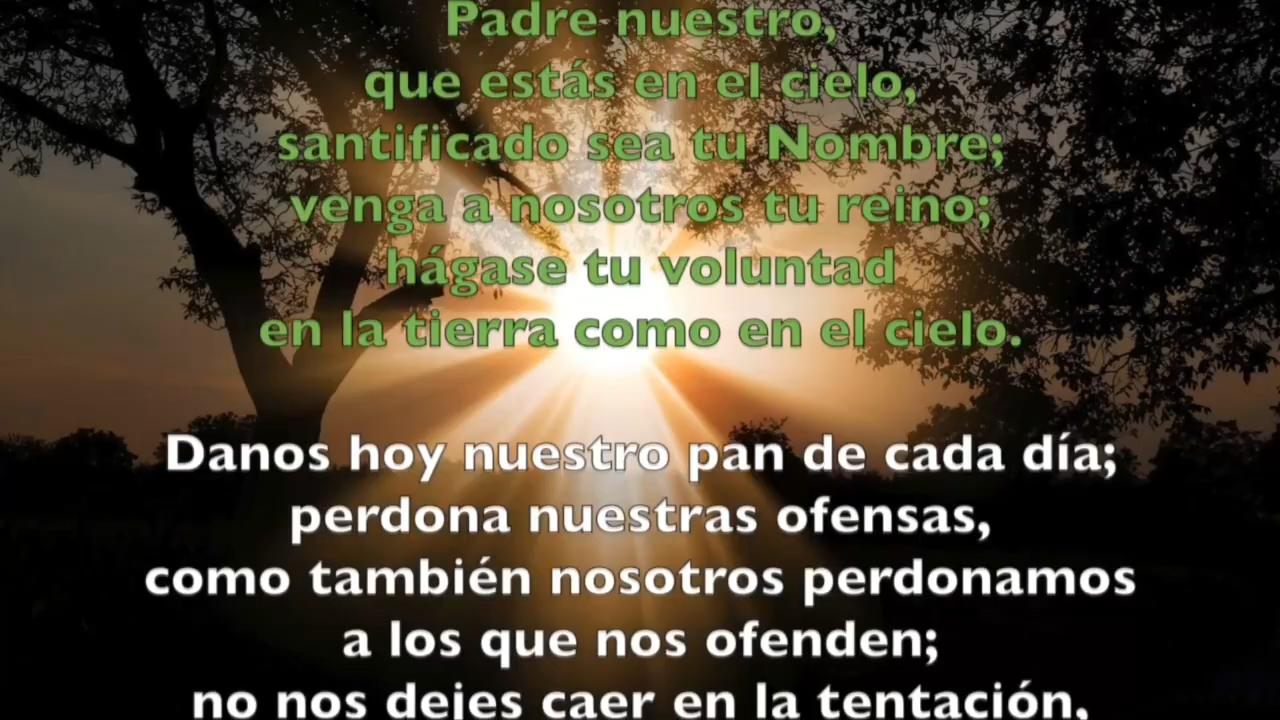 Padre nuestro,
que estás en el cielo,
santificado sea tu Nombre;
venga a nosotros tu reino;
hágase tu voluntad
en la tierra como en el cielo.
Danos hoy nuestro pan de cada día;
perdona nuestras ofensas,
como también nosotros perdonamos
a los que nos ofenden;
no nos dejes caer en la tentación,